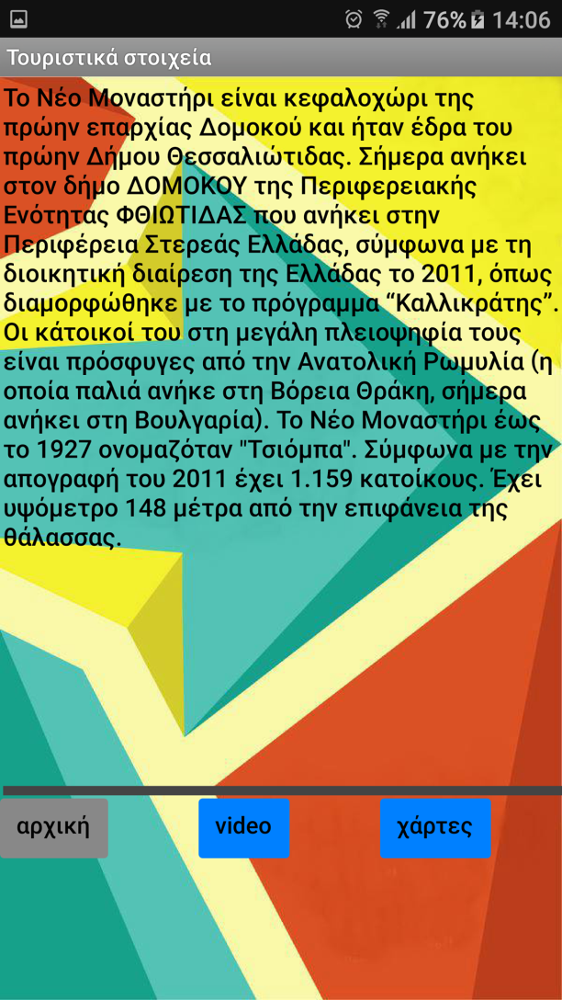 76% 14:06
Τουριστικά στοιχεία
Το Νέο Μοναστήρι είναι κεφαλοχώρι της
πρώην επαρχίας Δομοκού και ήταν έδρα του
πρώην Δήμου Θεσσαλιώτιδας. Σήμερα ανήκει
στον δήμο ΔΟΜΟΚΟΥ της Περιφερειακής
Ενότητας ΦΘΙΩΤΙΔΑΣ που ανήκει στην
Περιφέρεια Στερεάς Ελλάδας, σύμφωνα με τη
διοικητική διαίρεση της Ελλάδας το 2011, όπως
διαμορφώθηκε με το πρόγραμμα “Καλλικράτης”.
Οι κάτοικοί του στη μεγάλη πλειοψηφία τους
είναι πρόσφυγες από την Ανατολική Ρωμυλία (η
οποία παλιά ανήκε στη Βόρεια Θράκη, σήμερα
ανήκει στη Βουλγαρία). Το Νέο Μοναστήρι έως
το 1927 ονομαζόταν "Τσιόμπα". Σύμφωνα με την
απογραφή του 2011 έχει 1.159 κατοίκους. Έχει
υψόμετρο 148 μέτρα από την επιφάνεια της
θάλασσας.
αρχική video χάρτες